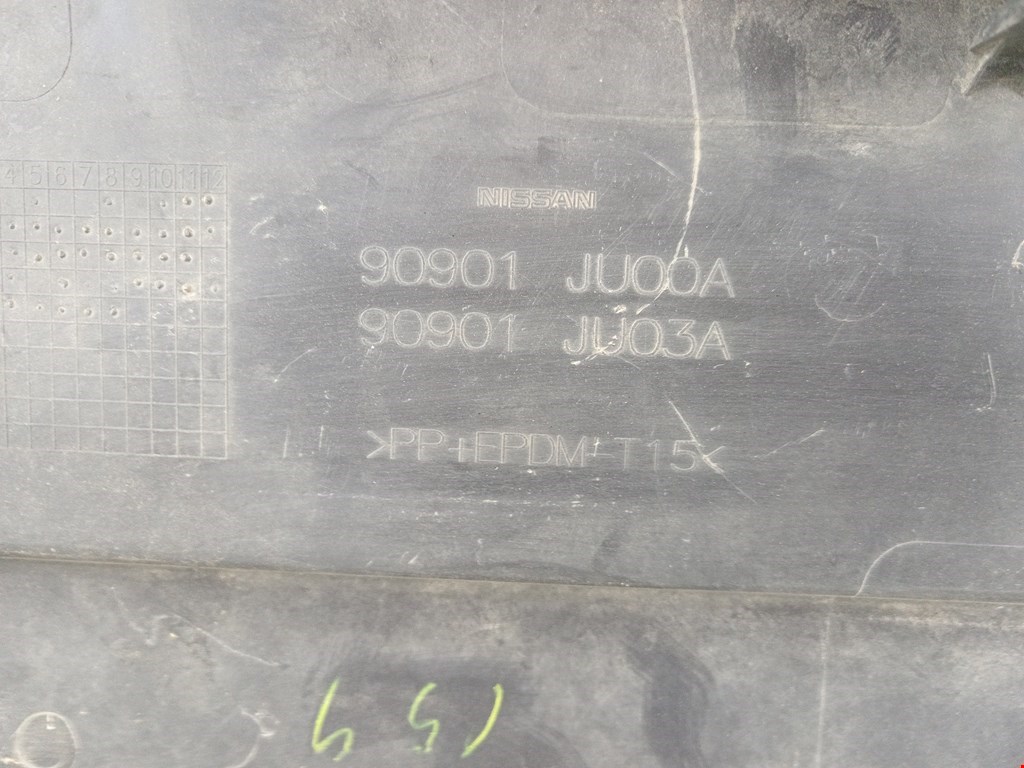 4 5 6 7 8 9 10 11 12
NISSAN
90901 JU00A
90901 JU03A
>PP+EPDM-T15<